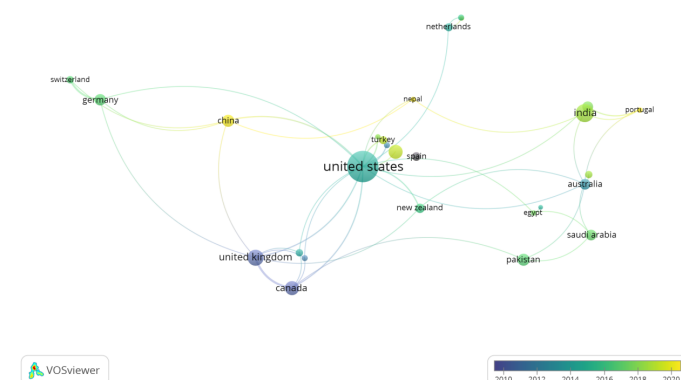 netherlands
switzerland
germany
nepal
india
portugal
china
turkey
spain
united states
australia
new zealand
egypt
saudi arabia
united kingdom
pakistan
canada
VOSviewer
2010 2012 2014 2016 2018 2020